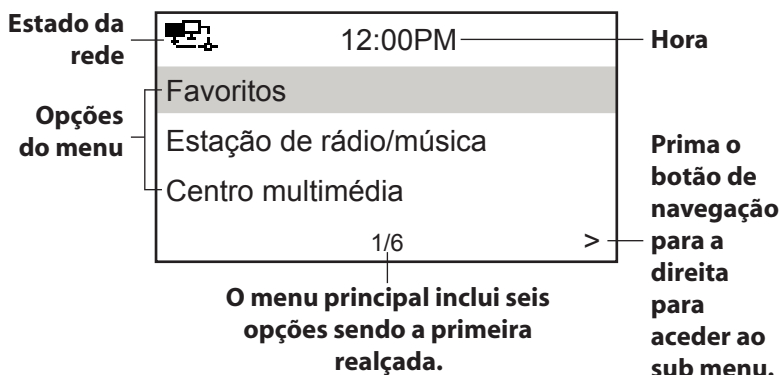 Estado da
rede
12:00PM
Hora
Opções
do menu
Favoritos
Estação de rádio/música
Centro multimédia
1/6
>
Prima o
botão de
navegação
para a
direita
para
aceder ao
sub menu.
O menu principal inclui seis
opções sendo a primeira
realçada.